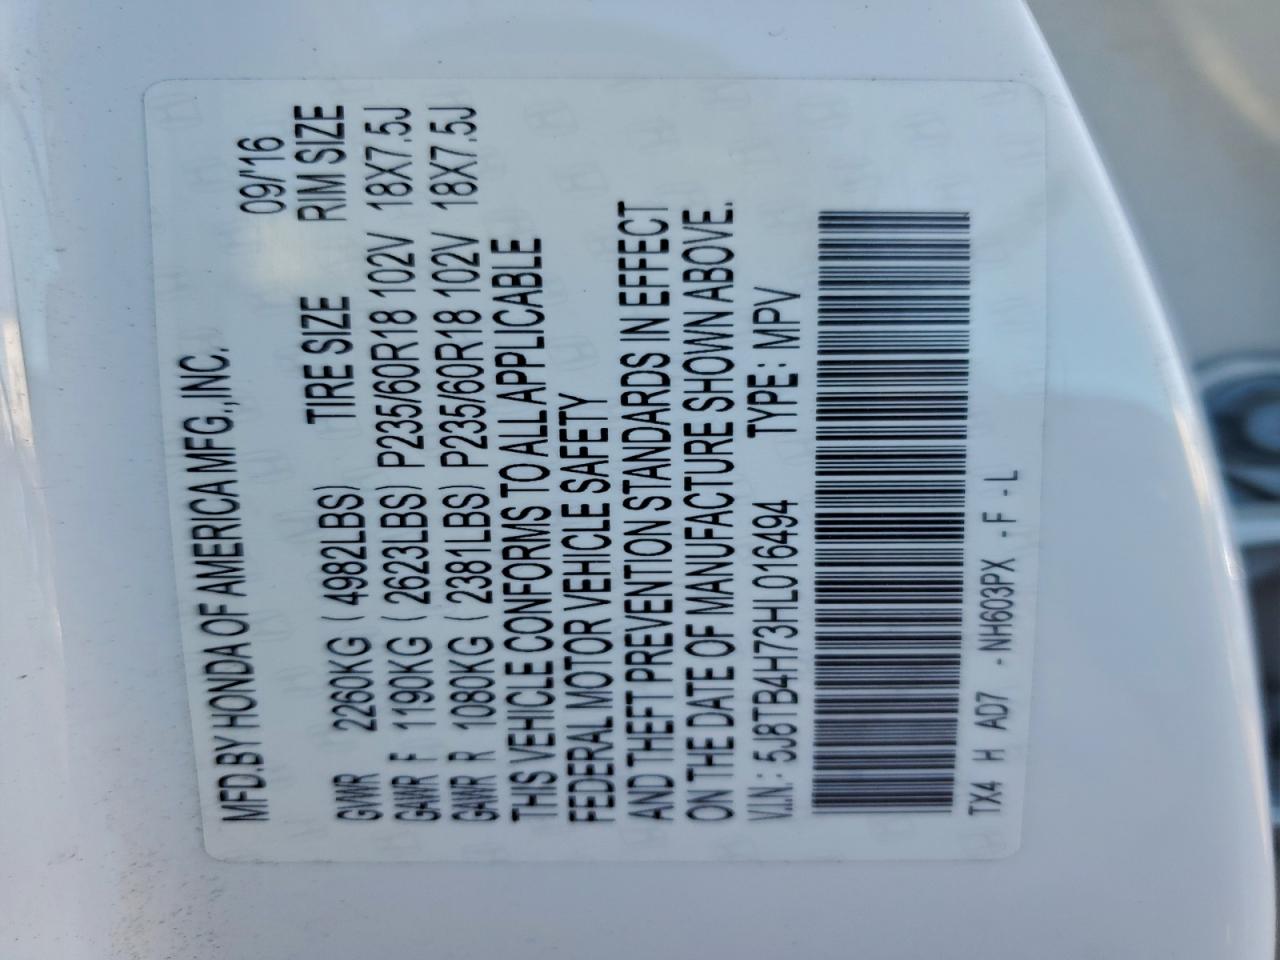 MFD.BY HONDA OF AMERICA MFG.,INC. 09/'16
TIRE SIZE RIM SIZE
GVWR 2260KG ( 4982LBS)
GAWR F 1190KG ( 2623LBS) P235/60R18 102V 18X7.5J
GAWR R 1080KG ( 2381LBS) P235/60R18 102V 18X7.5J
THIS VEHICLE CONFORMS TO ALL APPLICABLE
FEDERAL MOTOR VEHICLE SAFETY
AND THEFT PREVENTION STANDARDS IN EFFECT
ON THE DATE OF MANUFACTURE SHOWN ABOVE.
V.I.N.: 5J8TB4H73HL016494 TYPE: MPV
TX4 H AD7 - NH603PX - F - L